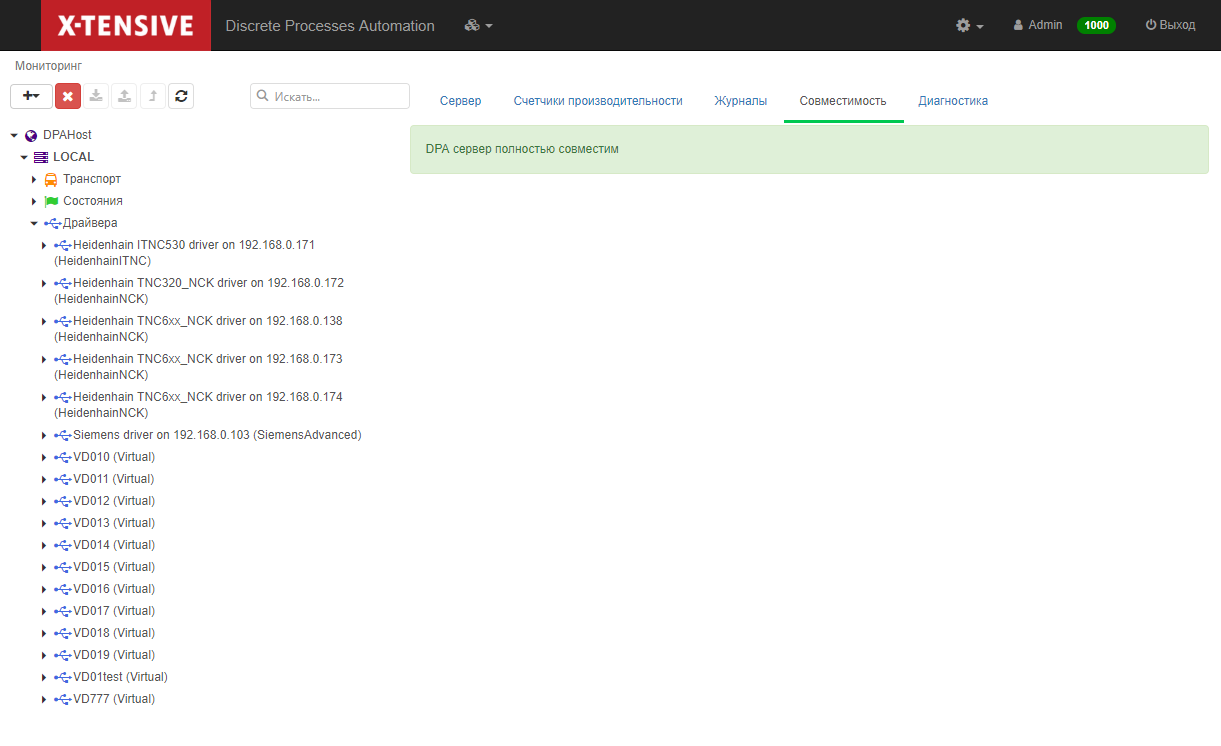 X-TENSIVE
Discrete Processes Automation
Admin
1000
Выход
Мониторинг
Искать...
Сервер
Счетчики производительности
Журналы
Совместимость
Диагностика
DPA сервер полностью совместим
DPAHost
LOCAL
Транспорт
Состояния
Драйвера
Heidenhain ITNC530 driver on 192.168.0.171
(HeidenhainITNC)
Heidenhain TNC320_NCK driver on 192.168.0.172
(HeidenhainNCK)
Heidenhain TNC6xx_NCK driver on 192.168.0.138
(HeidenhainNCK)
Heidenhain TNC6xx_NCK driver on 192.168.0.173
(HeidenhainNCK)
Heidenhain TNC6xx_NCK driver on 192.168.0.174
(HeidenhainNCK)
Siemens driver on 192.168.0.103 (SiemensAdvanced)
VD010 (Virtual)
VD011 (Virtual)
VD012 (Virtual)
VD013 (Virtual)
VD014 (Virtual)
VD015 (Virtual)
VD016 (Virtual)
VD017 (Virtual)
VD018 (Virtual)
VD019 (Virtual)
VD01test (Virtual)
VD777 (Virtual)